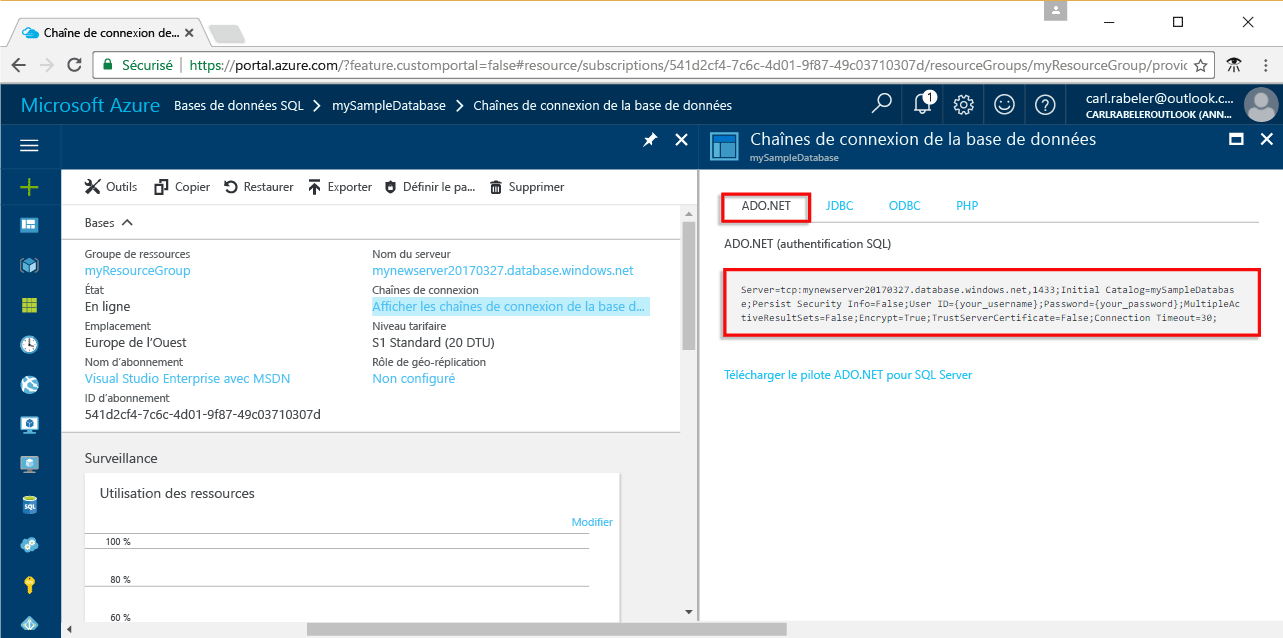 Chaîne de connexion de...
Sécurisé
https://portal.azure.com/?feature.customportal=false#resource/subscriptions/541d2cf4-7c6c-4d01-9f87-49c03710307d/resourceGroups/myResourceGroup/provic
Microsoft Azure Bases de données SQL > mySampleDatabase > Chaînes de connexion de la base de données
1
carl.rabeler@outlook.c...
CARLRABELEROUTLOOK (ANN...
Chaînes de connexion de la base de données
mySampleDatabase
Outils Copier Restaurer Exporter Définir le pa... Supprimer
Bases
Groupe de ressources
myResourceGroup
État
En ligne
Emplacement
Europe de l'Ouest
Nom d'abonnement
Visual Studio Enterprise avec MSDN
ID d'abonnement
541d2cf4-7c6c-4d01-9f87-49c03710307d
Nom du serveur
mynewserver20170327.database.windows.net
Chaînes de connexion
Afficher les chaînes de connexion de la base d...
Niveau tarifaire
S1 Standard (20 DTU)
Rôle de géo-réplication
Non configuré
Surveillance
Utilisation des ressources
Modifier
100 %
80 %
60 %
SQL
ADO.NET JDBC ODBC PHP
ADO.NET (authentification SQL)
Server=tcp:mynewserver20170327.database.windows.net,1433;Initial Catalog=mySampleDatabas
e;Persist Security Info=False;User ID={your_username};Password={your_password};MultipleAc
tiveResultSets=False;Encrypt=True;TrustServerCertificate=False;Connection Timeout=30;
Télécharger le pilote ADO.NET pour SQL Server